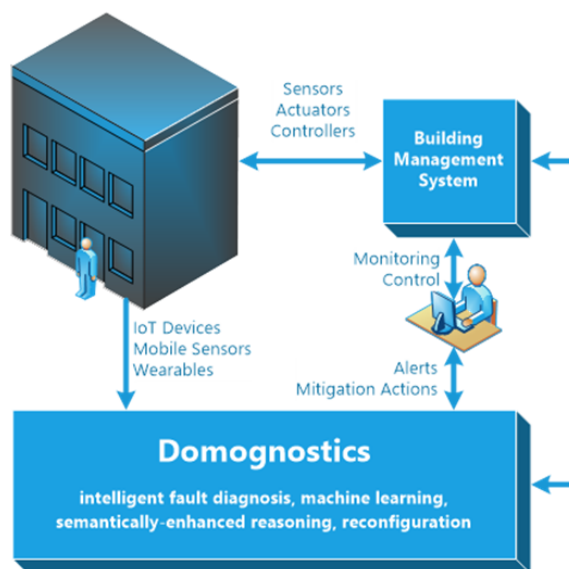 Sensors
Actuators
Controllers
Building
Management
System
Monitoring
Control
IoT Devices
Mobile Sensors
Wearables
Alerts
Mitigation Actions
Domognostics
intelligent fault diagnosis, machine learning,
semantically-enhanced reasoning, reconfiguration